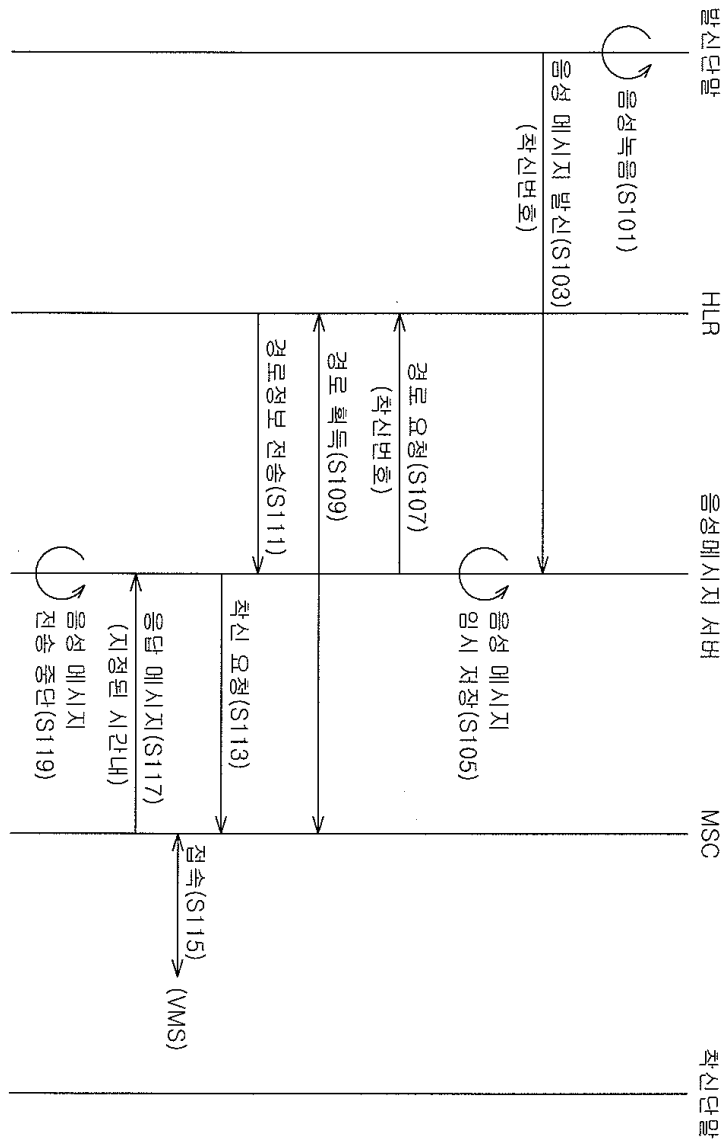 발신단말
HLR
음성메시지 서버
MSC
착신단말
음성녹음(S101)
음성 메시지 발신(S103)
(착신번호)
음성 메시지
임시 저장(S105)
경로 요청(S107)
(착신번호)
경로 획득(S109)
경로정보 전송(S111)
착신 요청(S113)
접속(S115)
(VMS)
응답 메시지(S117)
(지정된 시간내)
음성 메시지
전송 중단(S119)